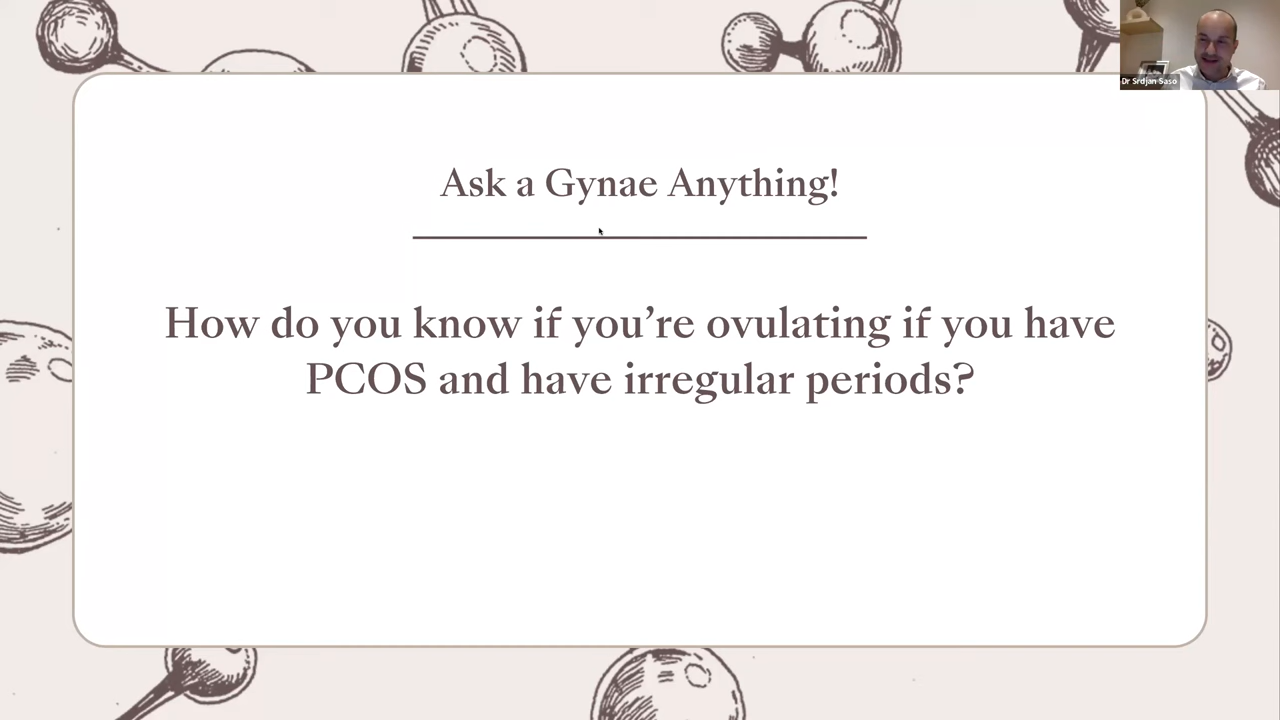 Dr Srdjan Saso
Ask a Gynae Anything!
How do you know if you’re ovulating if you have
PCOS and have irregular periods?